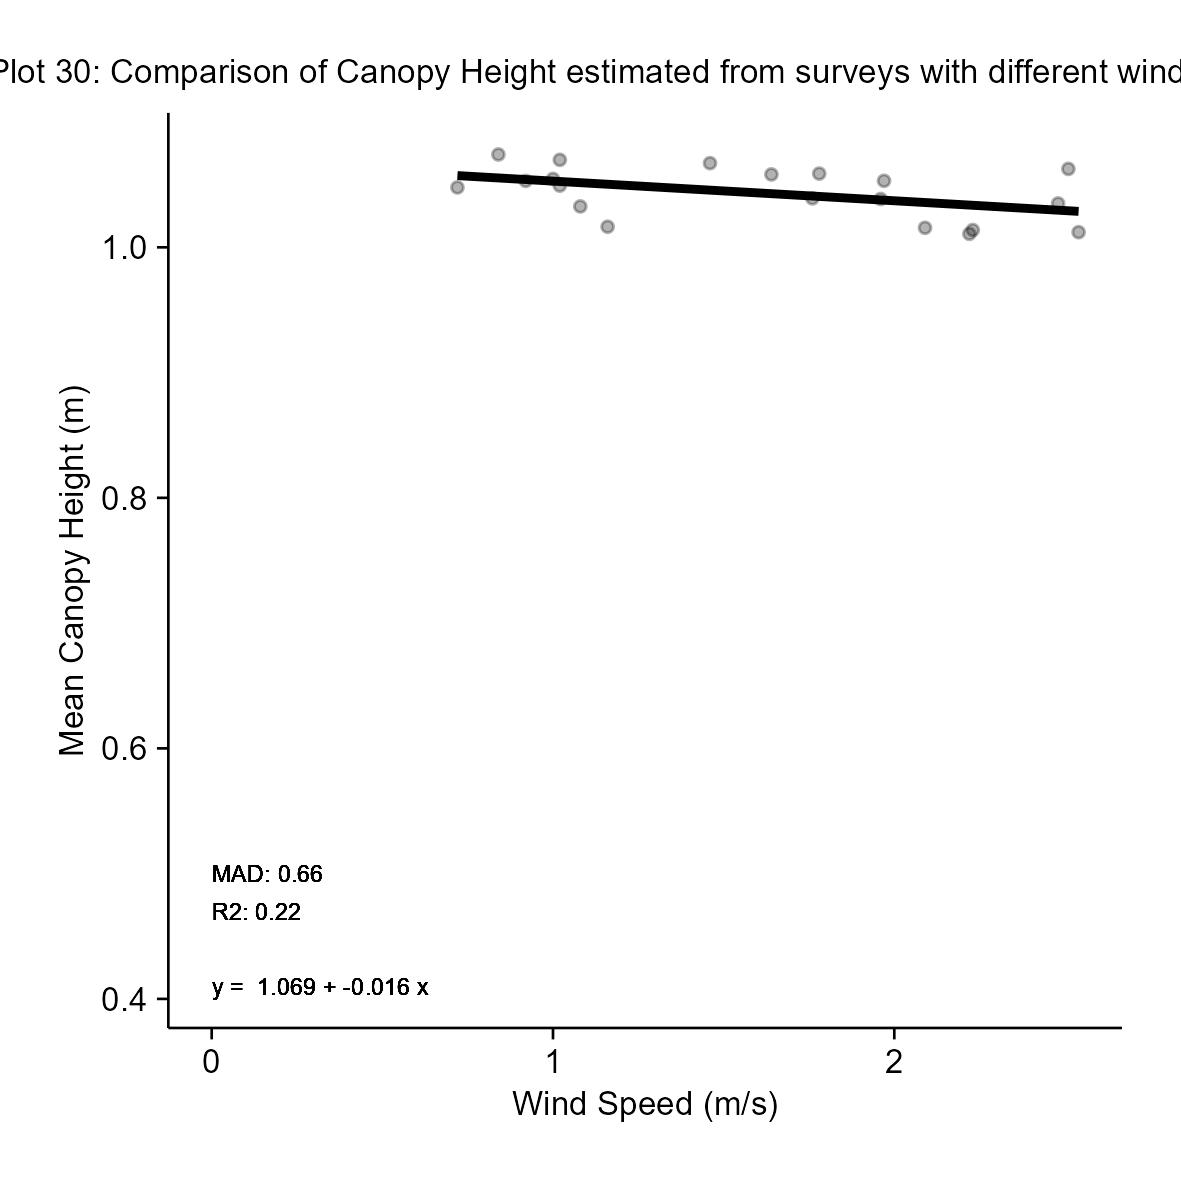 Plot 30: Comparison of Canopy Height estimated from surveys with different wind
1.0
0.8
0.6
0.4
Mean Canopy Height (m)
MAD: 0.66
R2: 0.22
y =  1.069 + -0.016 x
0
1
2
Wind Speed (m/s)